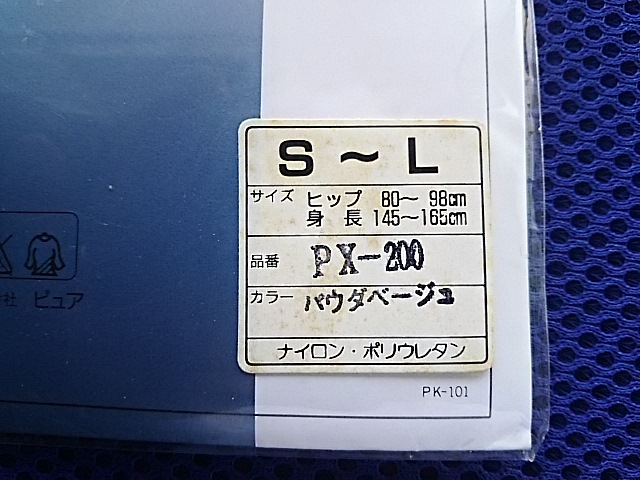 S～L
サイズ ヒップ 80～98cm
身長 145～165cm
品番 PX-200
カラー パウダベージュ
ナイロン・ポリウレタン
PK-101
社 ピュア